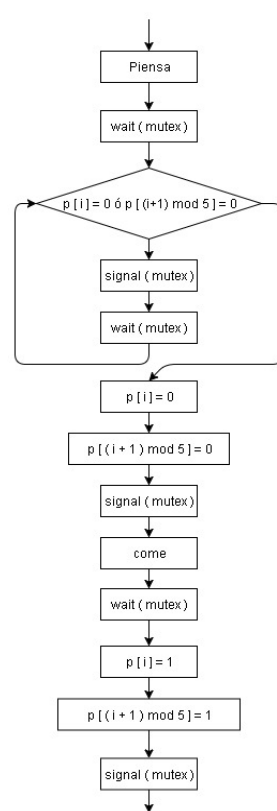 Piensa
wait ( mutex )
p [ i ] = 0 ó p [ (i+1) mod 5 ] = 0
signal ( mutex )
wait ( mutex )
p [ i ] = 0
p [ ( i + 1 ) mod 5 ] = 0
signal ( mutex )
come
wait ( mutex )
p [ i ] = 1
p [ ( i + 1 ) mod 5 ] = 1
signal ( mutex )